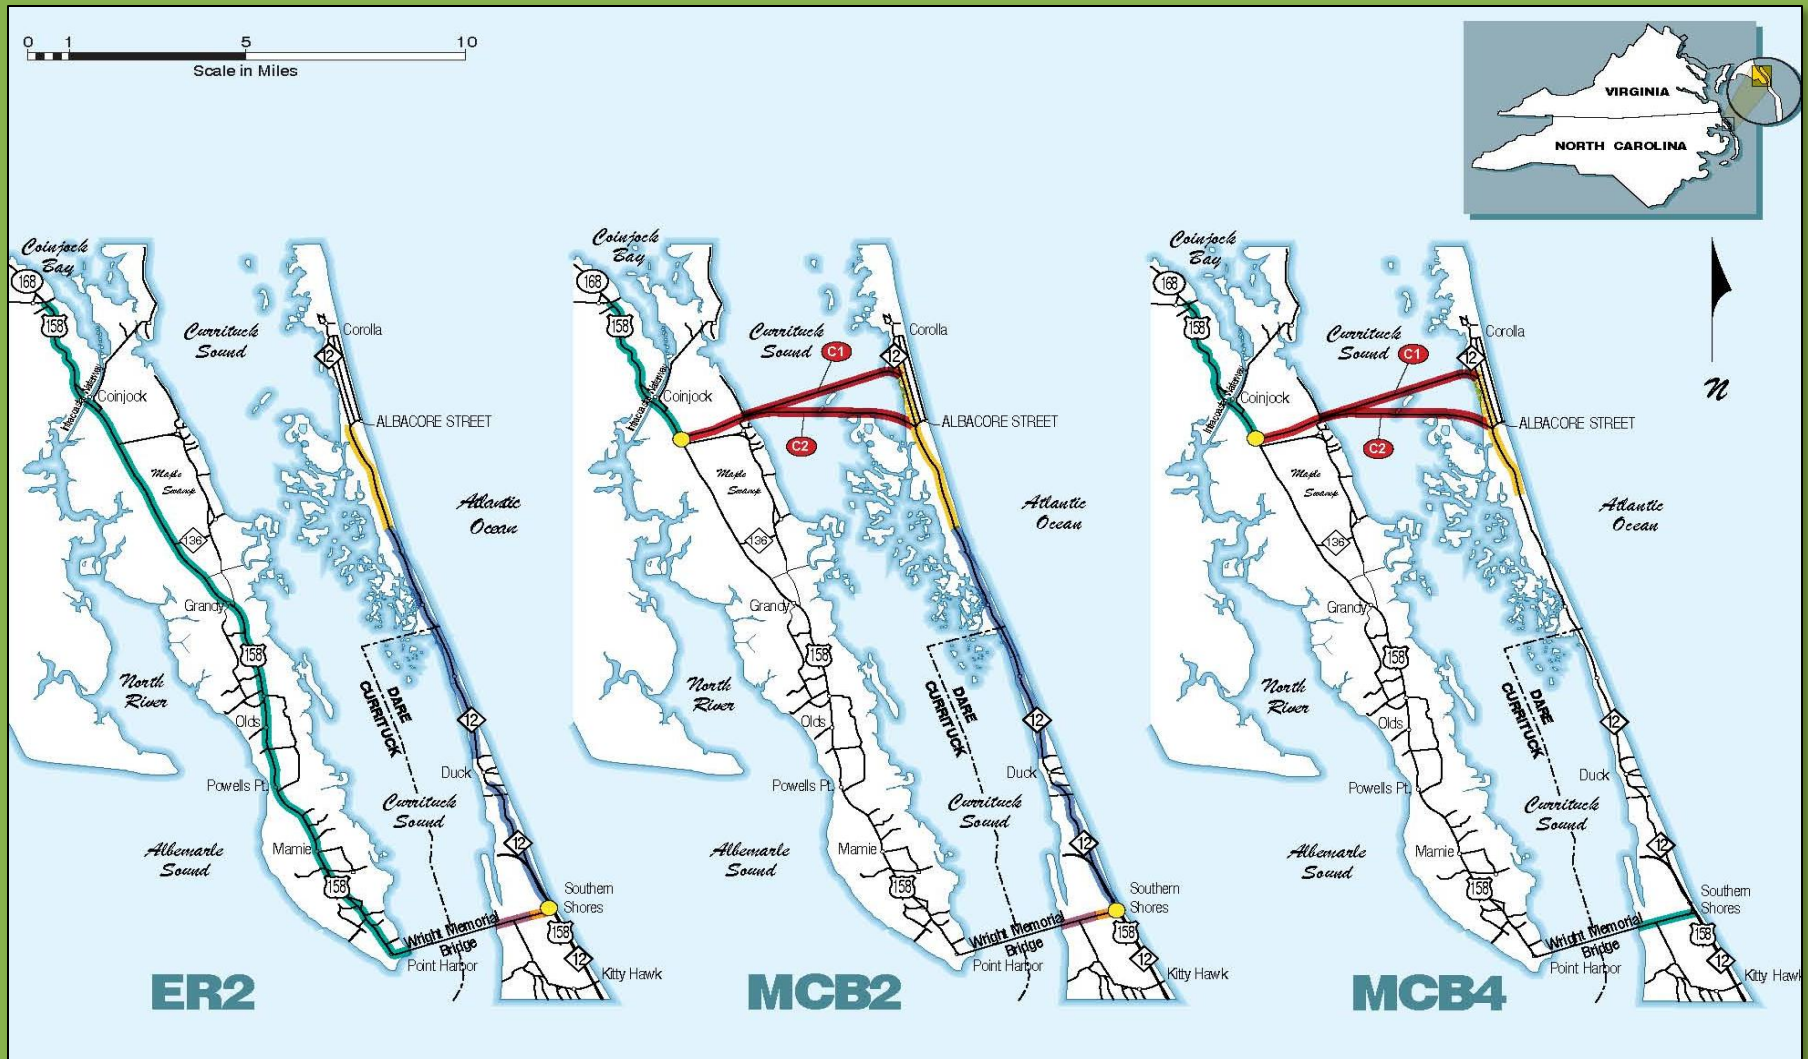 0 1 5 10
Scale in Miles
VIRGINIA
NORTH CAROLINA
N
Coinjock
Bay
168
158
Currituck
Sound
Corolla
12
Intracoastal Waterway
Coinjock
ALBACORE STREET
Maple
Swamp
Atlantic
Ocean
136
Grandy
158
North
River
DARE
CURRITUCK
Olds
12
Duck
Powells Pt.
Currituck
Sound
Albemarle
Sound
Mamie
12
158
Southern
Shores
Wright Memorial
Bridge
158
Point Harbor
12
Kitty Hawk
ER2
Coinjock
Bay
168
158
Currituck
Sound
C1
Corolla
12
Intracoastal Waterway
Coinjock
ALBACORE STREET
C2
Maple
Swamp
Atlantic
Ocean
136
Grandy
158
North
River
DARE
CURRITUCK
Olds
12
Duck
Powells Pt.
Currituck
Sound
Albemarle
Sound
Mamie
12
158
Southern
Shores
Wright Memorial
Bridge
158
Point Harbor
12
Kitty Hawk
MCB2
Coinjock
Bay
168
158
Currituck
Sound
C1
Corolla
12
Intracoastal Waterway
Coinjock
ALBACORE STREET
C2
Maple
Swamp
Atlantic
Ocean
136
Grandy
158
North
River
DARE
CURRITUCK
Olds
12
Duck
Powells Pt.
Currituck
Sound
Albemarle
Sound
Mamie
12
158
Southern
Shores
Wright Memorial
Bridge
158
Point Harbor
12
Kitty Hawk
MCB4